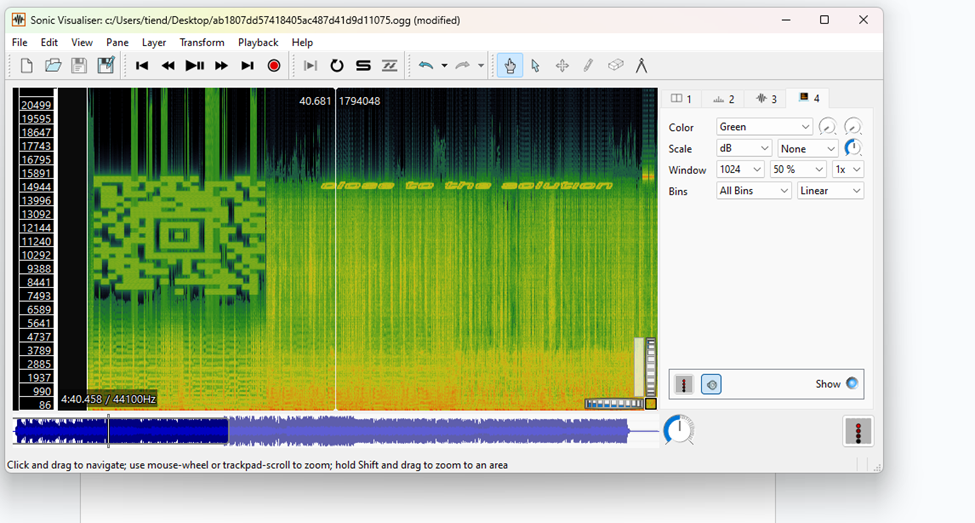 Sonic Visualiser: c:/Users/tiend/Desktop/ab1807dd57418405ac487d41d9d11075.ogg (modified)
File Edit View Pane Layer Transform Playback Help
40.681 1794048
20499
19595
18647
17743
16795
15891
14944
13996
13092
12144
11240
10292
9388
8441
7493
6589
5641
4737
3789
2885
1937
990
86
close to the solution
4:40.458 / 44100Hz
1 2 3 4
Color Green
Scale dB None
Window 1024 50 % 1x
Bins All Bins Linear
Show
Click and drag to navigate; use mouse-wheel or trackpad-scroll to zoom; hold Shift and drag to zoom to an area